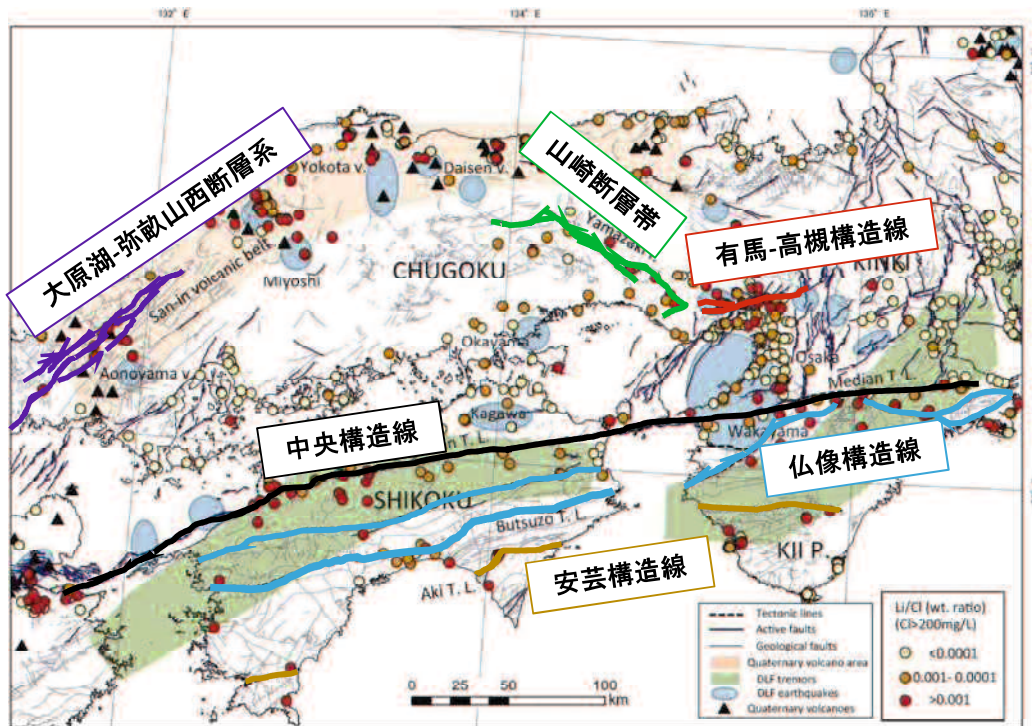 132° E
134° E
136° E
大原湖-弥畝山西断層系
Yokota v.
Daisen v.
山崎断層帯
Yamazaki
有馬-高槻構造線
KINKI
San-in volcanic belt
Miyoshi
CHUGOKU
Aonoyama v.
Okayama
Osaka
Median T. L.
Kagawa
中央構造線
T. L.
Wakayama
仏像構造線
SHIKOKU
Butsuzo T. L.
KII P.
Aki T. L.
安芸構造線
Tectonic lines
Active faults
Geological faults
Quaternary volcano area
DLF tremors
DLF earthquakes
Quaternary volcanoes
Li/Cl (wt. ratio)
(Cl>200mg/L)
<0.0001
0.001-0.0001
>0.001
0 25 50 100
km